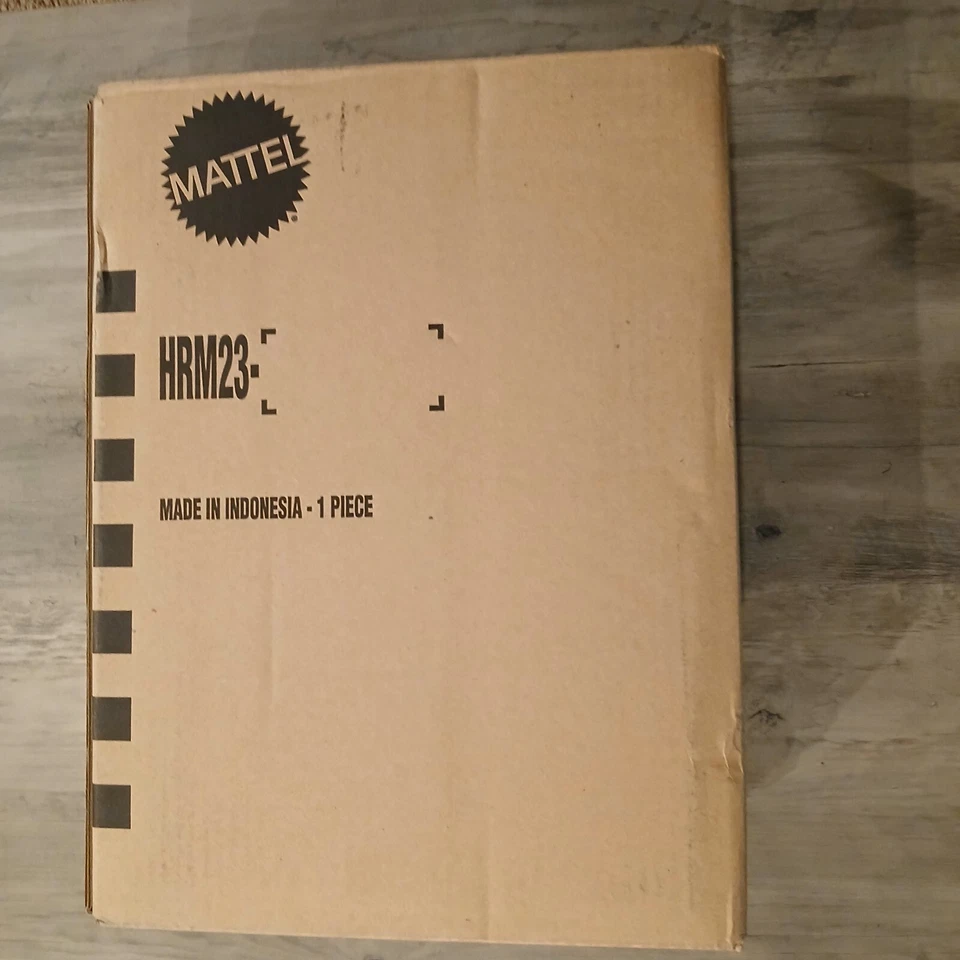 MATTEL®
HRM23-
MADE IN INDONESIA - 1 PIECE